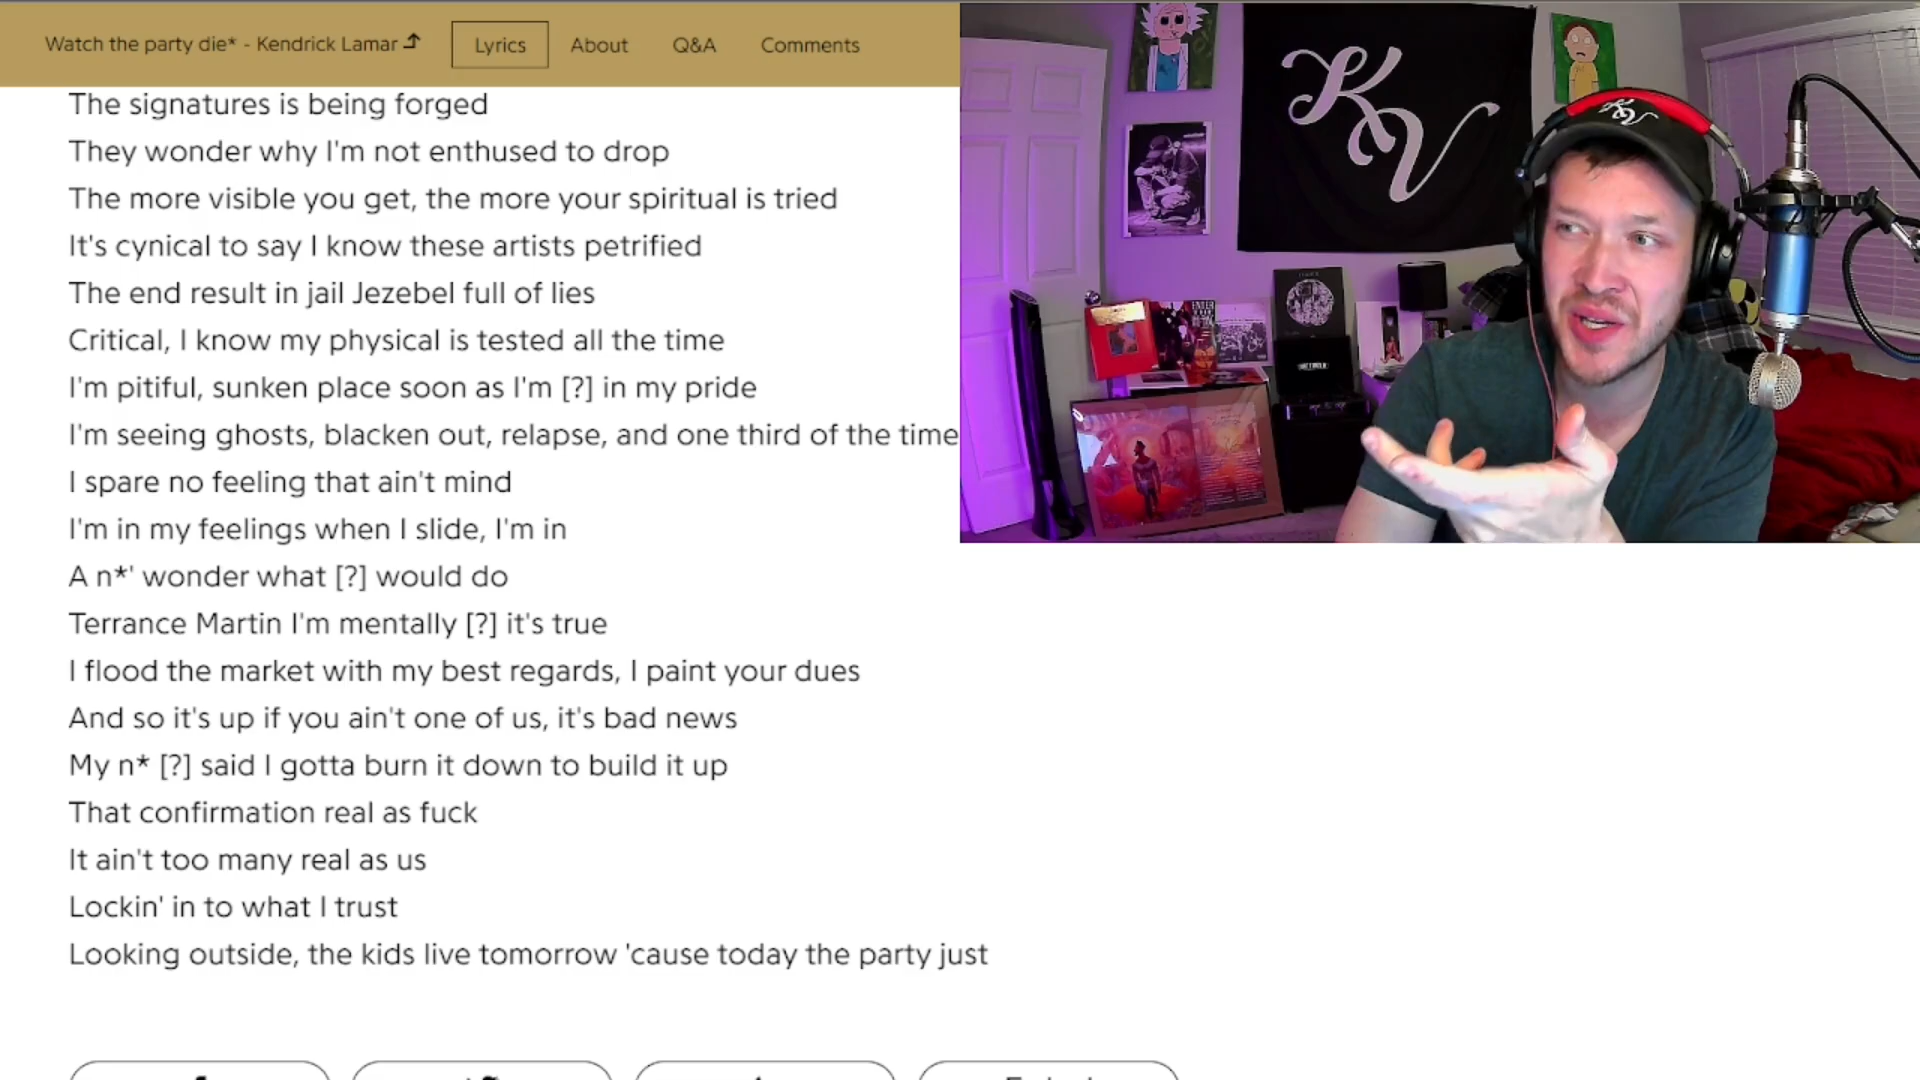 Watch the party die* - Kendrick Lamar
Lyrics
About
Q&A
Comments
The signatures is being forged
They wonder why I'm not enthused to drop
The more visible you get, the more your spiritual is tried
It's cynical to say I know these artists petrified
The end result in jail Jezebel full of lies
Critical, I know my physical is tested all the time
I'm pitiful, sunken place soon as I'm [?] in my pride
I'm seeing ghosts, blacken out, relapse, and one third of the time
I spare no feeling that ain't mind
I'm in my feelings when I slide, I'm in
A n*' wonder what [?] would do
Terrance Martin I'm mentally [?] it's true
I flood the market with my best regards, I paint your dues
And so it's up if you ain't one of us, it's bad news
My n* [?] said I gotta burn it down to build it up
That confirmation real as fuck
It ain't too many real as us
Lockin' in to what I trust
Looking outside, the kids live tomorrow 'cause today the party just
KV
KV